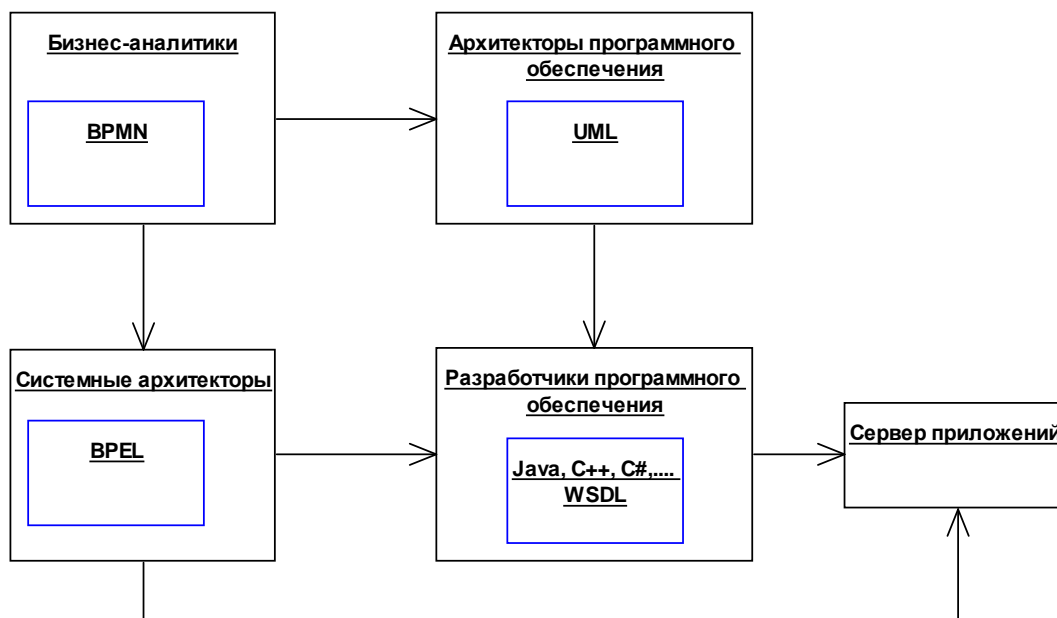 Бизнес-аналитики
BPMN
Архитекторы программного
обеспечения
UML
Системные архитекторы
BPEL
Разработчики программного
обеспечения
Java, C++, C#,....
WSDL
Сервер приложений